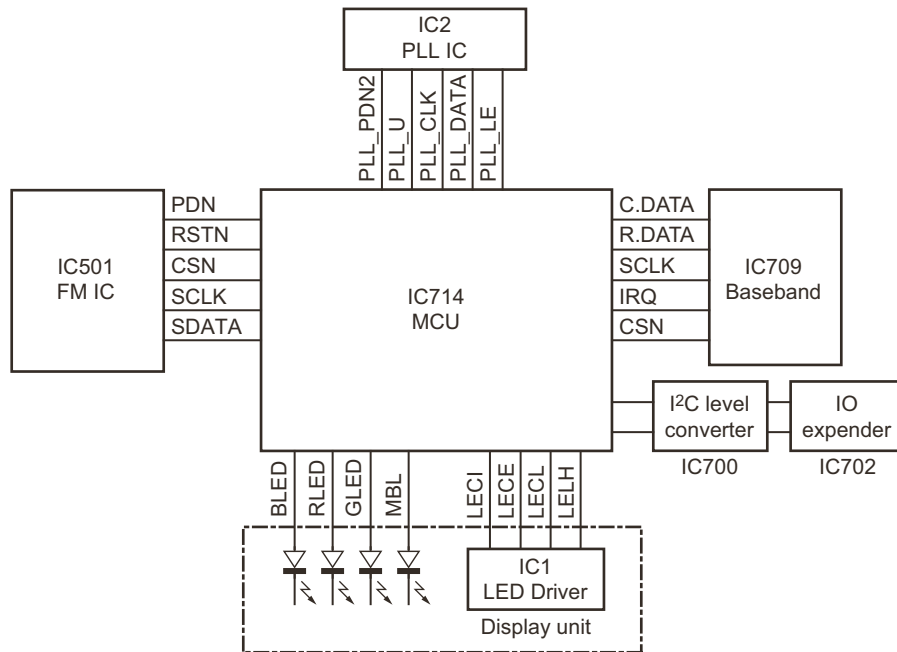 IC2
PLL IC
PLL_PDN2
PLL_U
PLL_CLK
PLL_DATA
PLL_LE
IC501
FM IC
PDN
RSTN
CSN
SCLK
SDATA
IC714
MCU
C.DATA
R.DATA
SCLK
IRQ
CSN
IC709
Baseband
I²C level
converter
IC700
IO
expender
IC702
BLED
RLED
GLED
MBL
LECI
LECE
LECL
LELH
IC1
LED Driver
Display unit